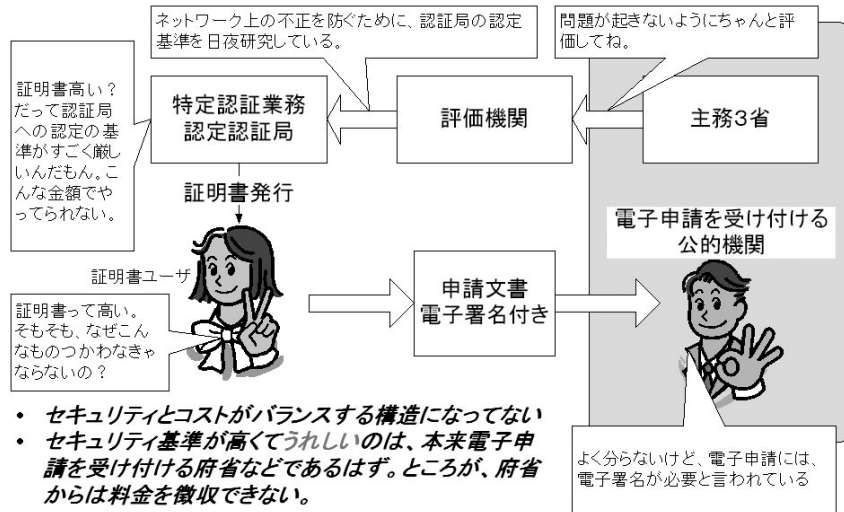 ネットワーク上の不正を防ぐために、認証局の認定
基準を日夜研究している。
問題が起きないようにちゃんと評
価してね。
証明書高い？
だって認証局
への認定の基
準がすごく厳し
いんだもん。こ
んな金額でや
ってられない。
特定認証業務
認定認証局
評価機関
主務3省
証明書発行
電子申請を受け付ける
公的機関
証明書ユーザ
証明書って高い。
そもそも、なぜこん
なものつかわなきゃ
ならないの？
申請文書
電子署名付き
• セキュリティとコストがバランスする構造になってない
• セキュリティ基準が高くてうれしいのは、本来電子申
請を受け付ける府省などであるはず。ところが、府省
からは料金を徴収できない。
よく分らないけど、電子申請には、
電子署名が必要と言われている